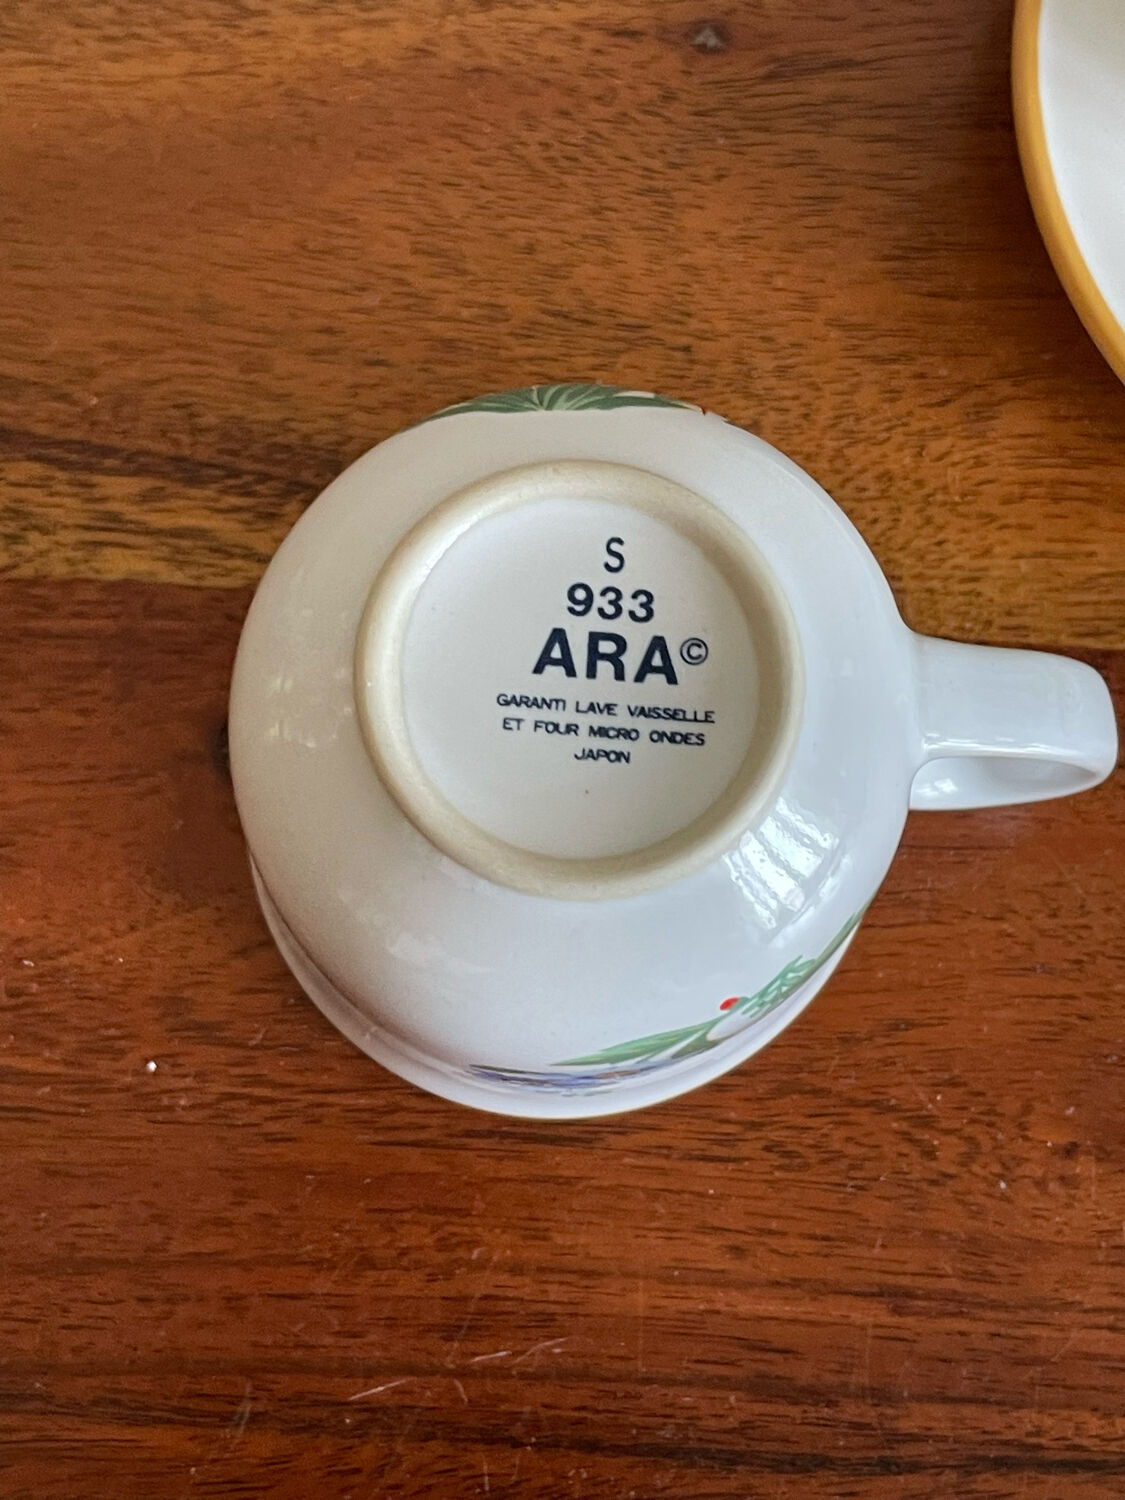 S
933
ARA©
GARANTI LAVE VAISSELLE
ET FOUR MICRO ONDES
JAPON